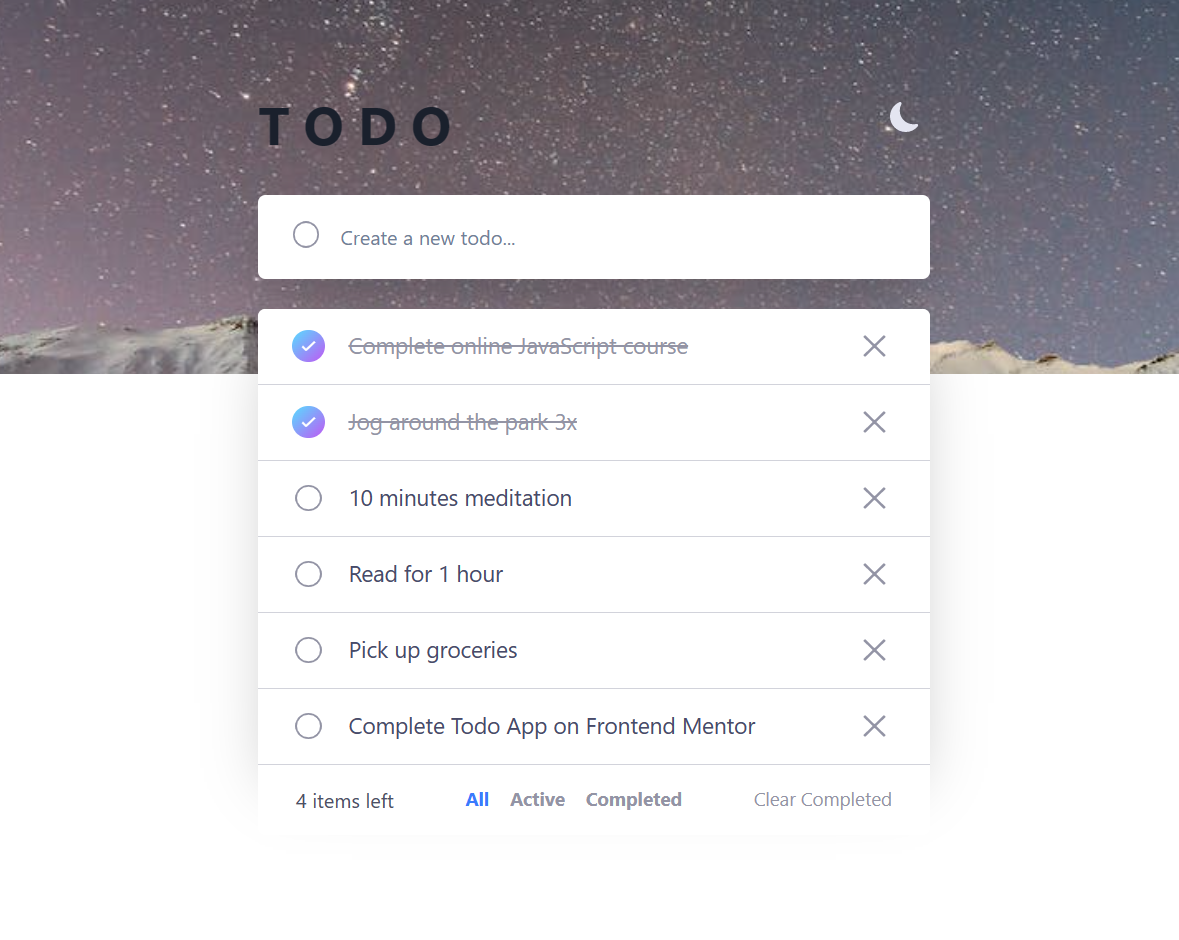 TODO
Create a new todo...
Complete online JavaScript course
Jog around the park 3x
10 minutes meditation
Read for 1 hour
Pick up groceries
Complete Todo App on Frontend Mentor
4 items left All Active Completed Clear Completed